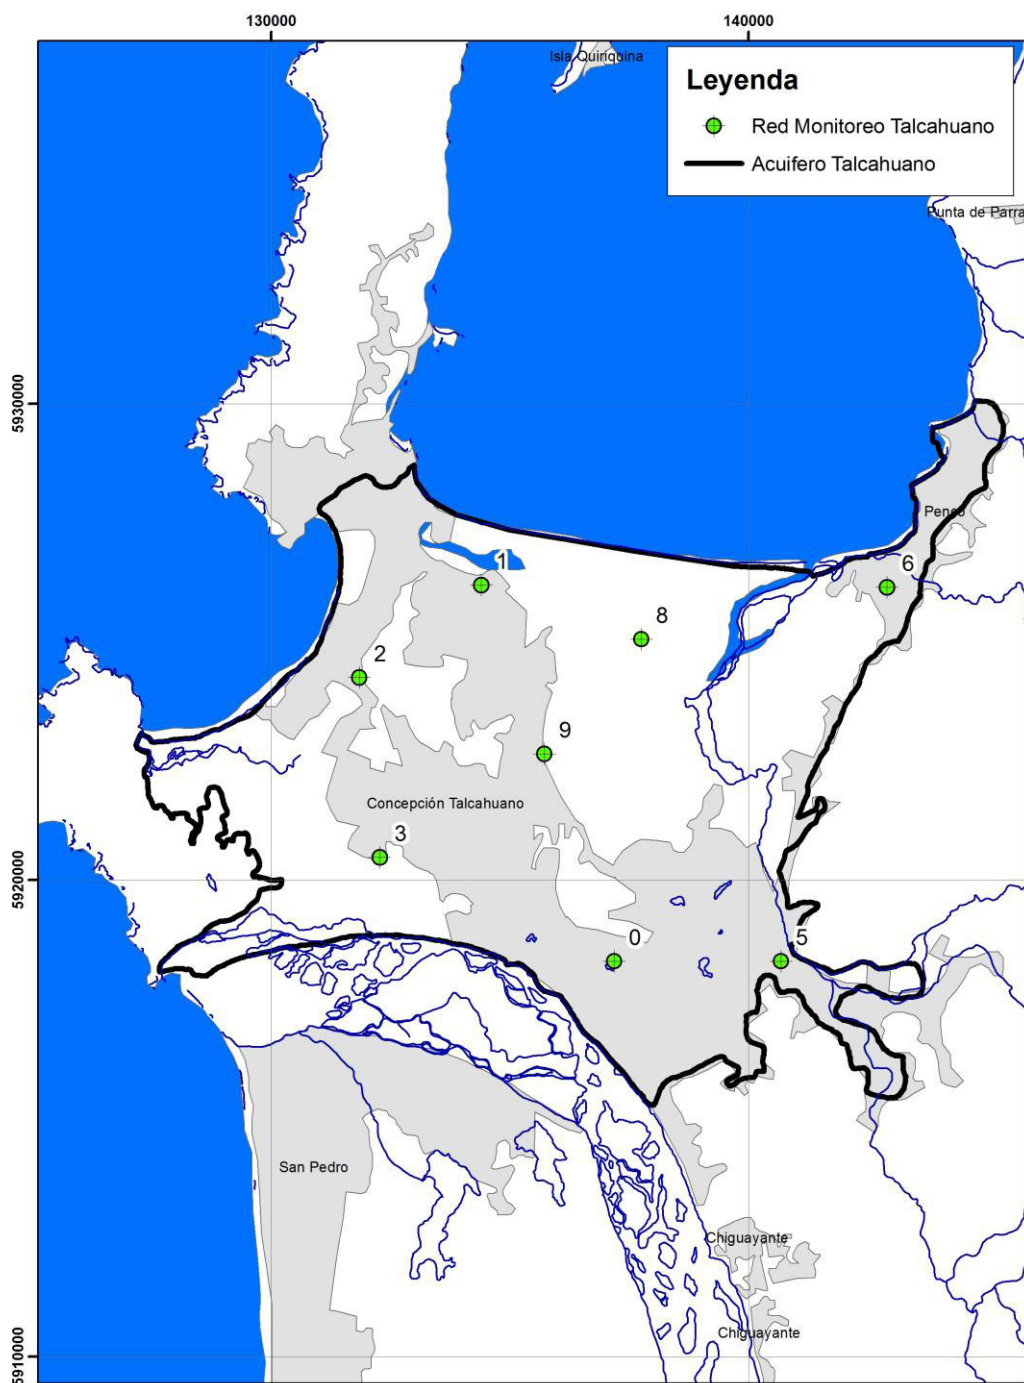 130000
140000
Isla Quiriquina
Leyenda
Red Monitoreo Talcahuano
Acuifero Talcahuano
Punta de Parra
5930000
Penco
1
6
8
2
9
Concepción Talcahuano
3
5920000
0
5
San Pedro
Chiguayante
Chiguayante
5910000